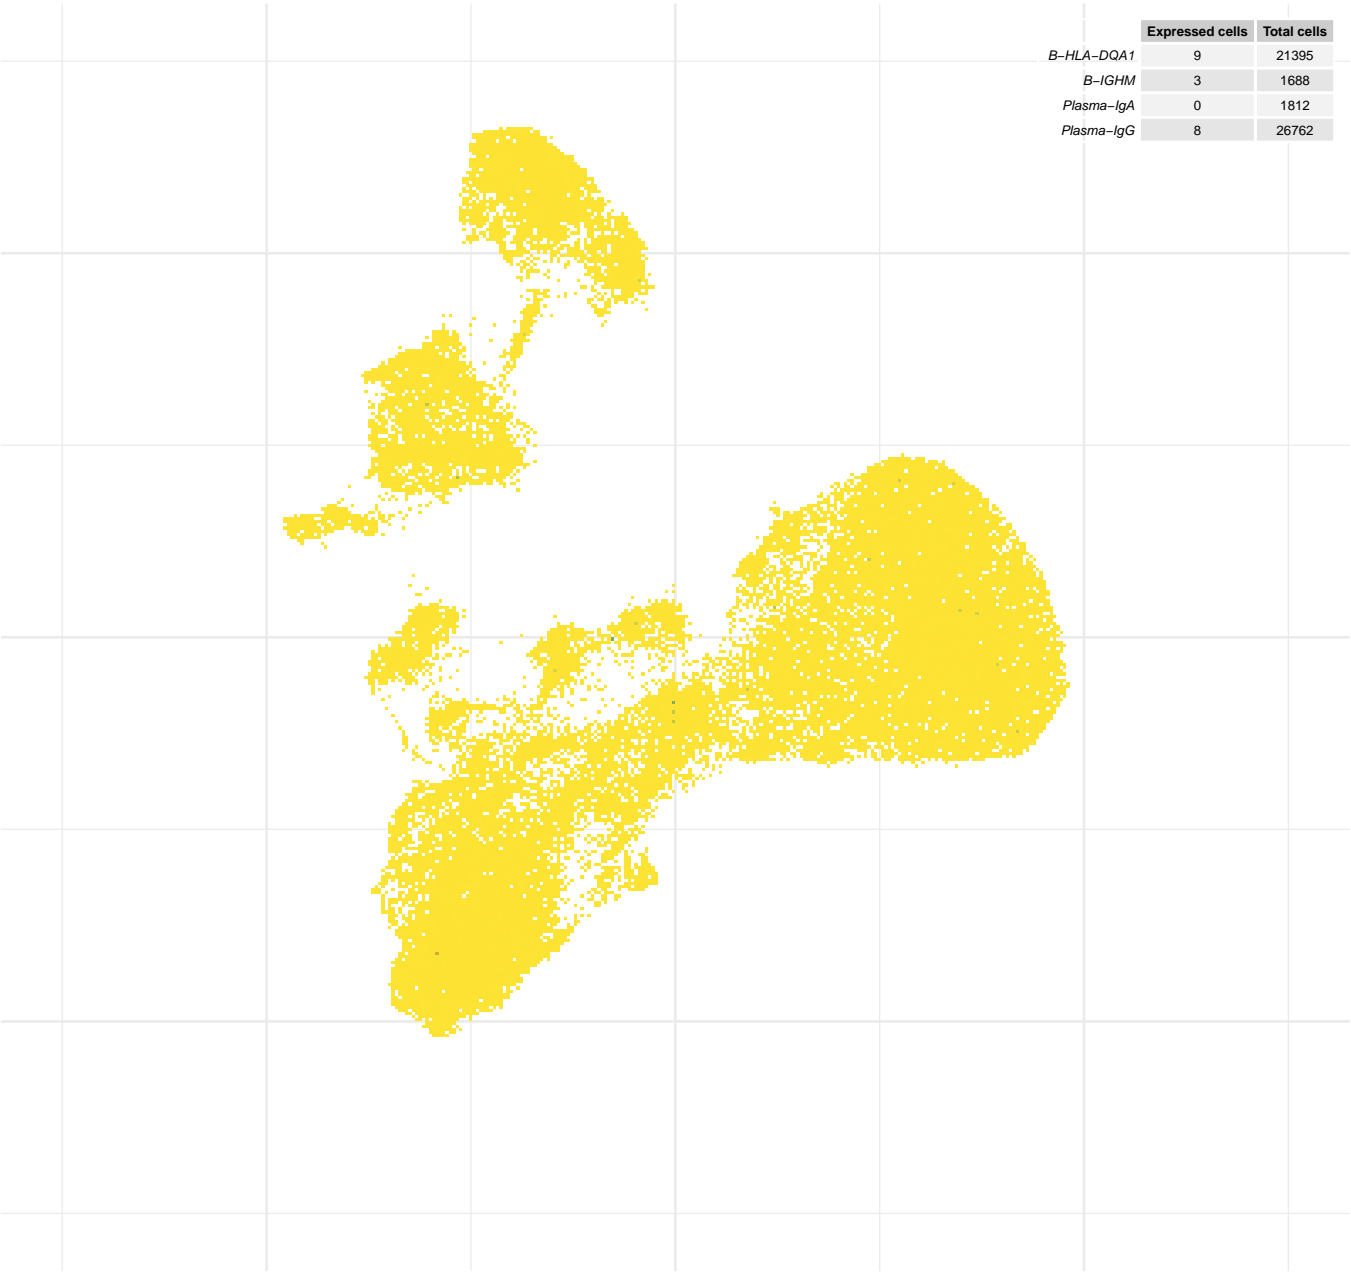 Expressed cells Total cells
B−HLA−DQA1 9 21395
B−IGHM 3 1688
Plasma−IgA 0 1812
Plasma−IgG 8 26762